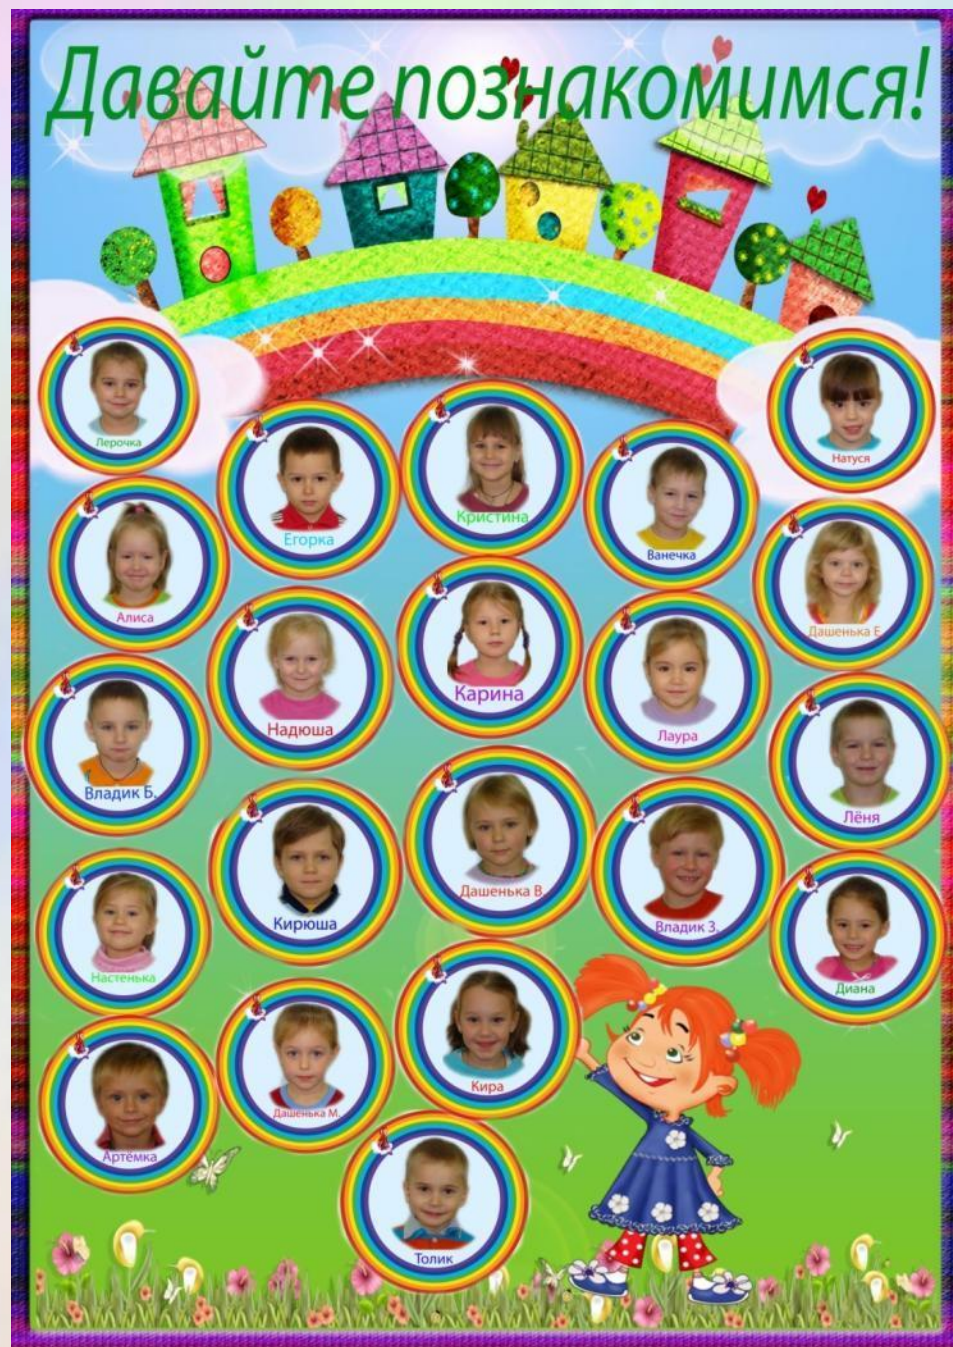 Давайте познакомимся!
Лерочка
Натуся
Егорка
Кристина
Ванечка
Алиса
Дашенька Е
Надюша
Карина
Лаура
Владик Б.
Лёня
Кирюша
Дашенька В.
Владик З.
Настенька
Диана
Кира
Дашенька М.
Артёмка
Толик